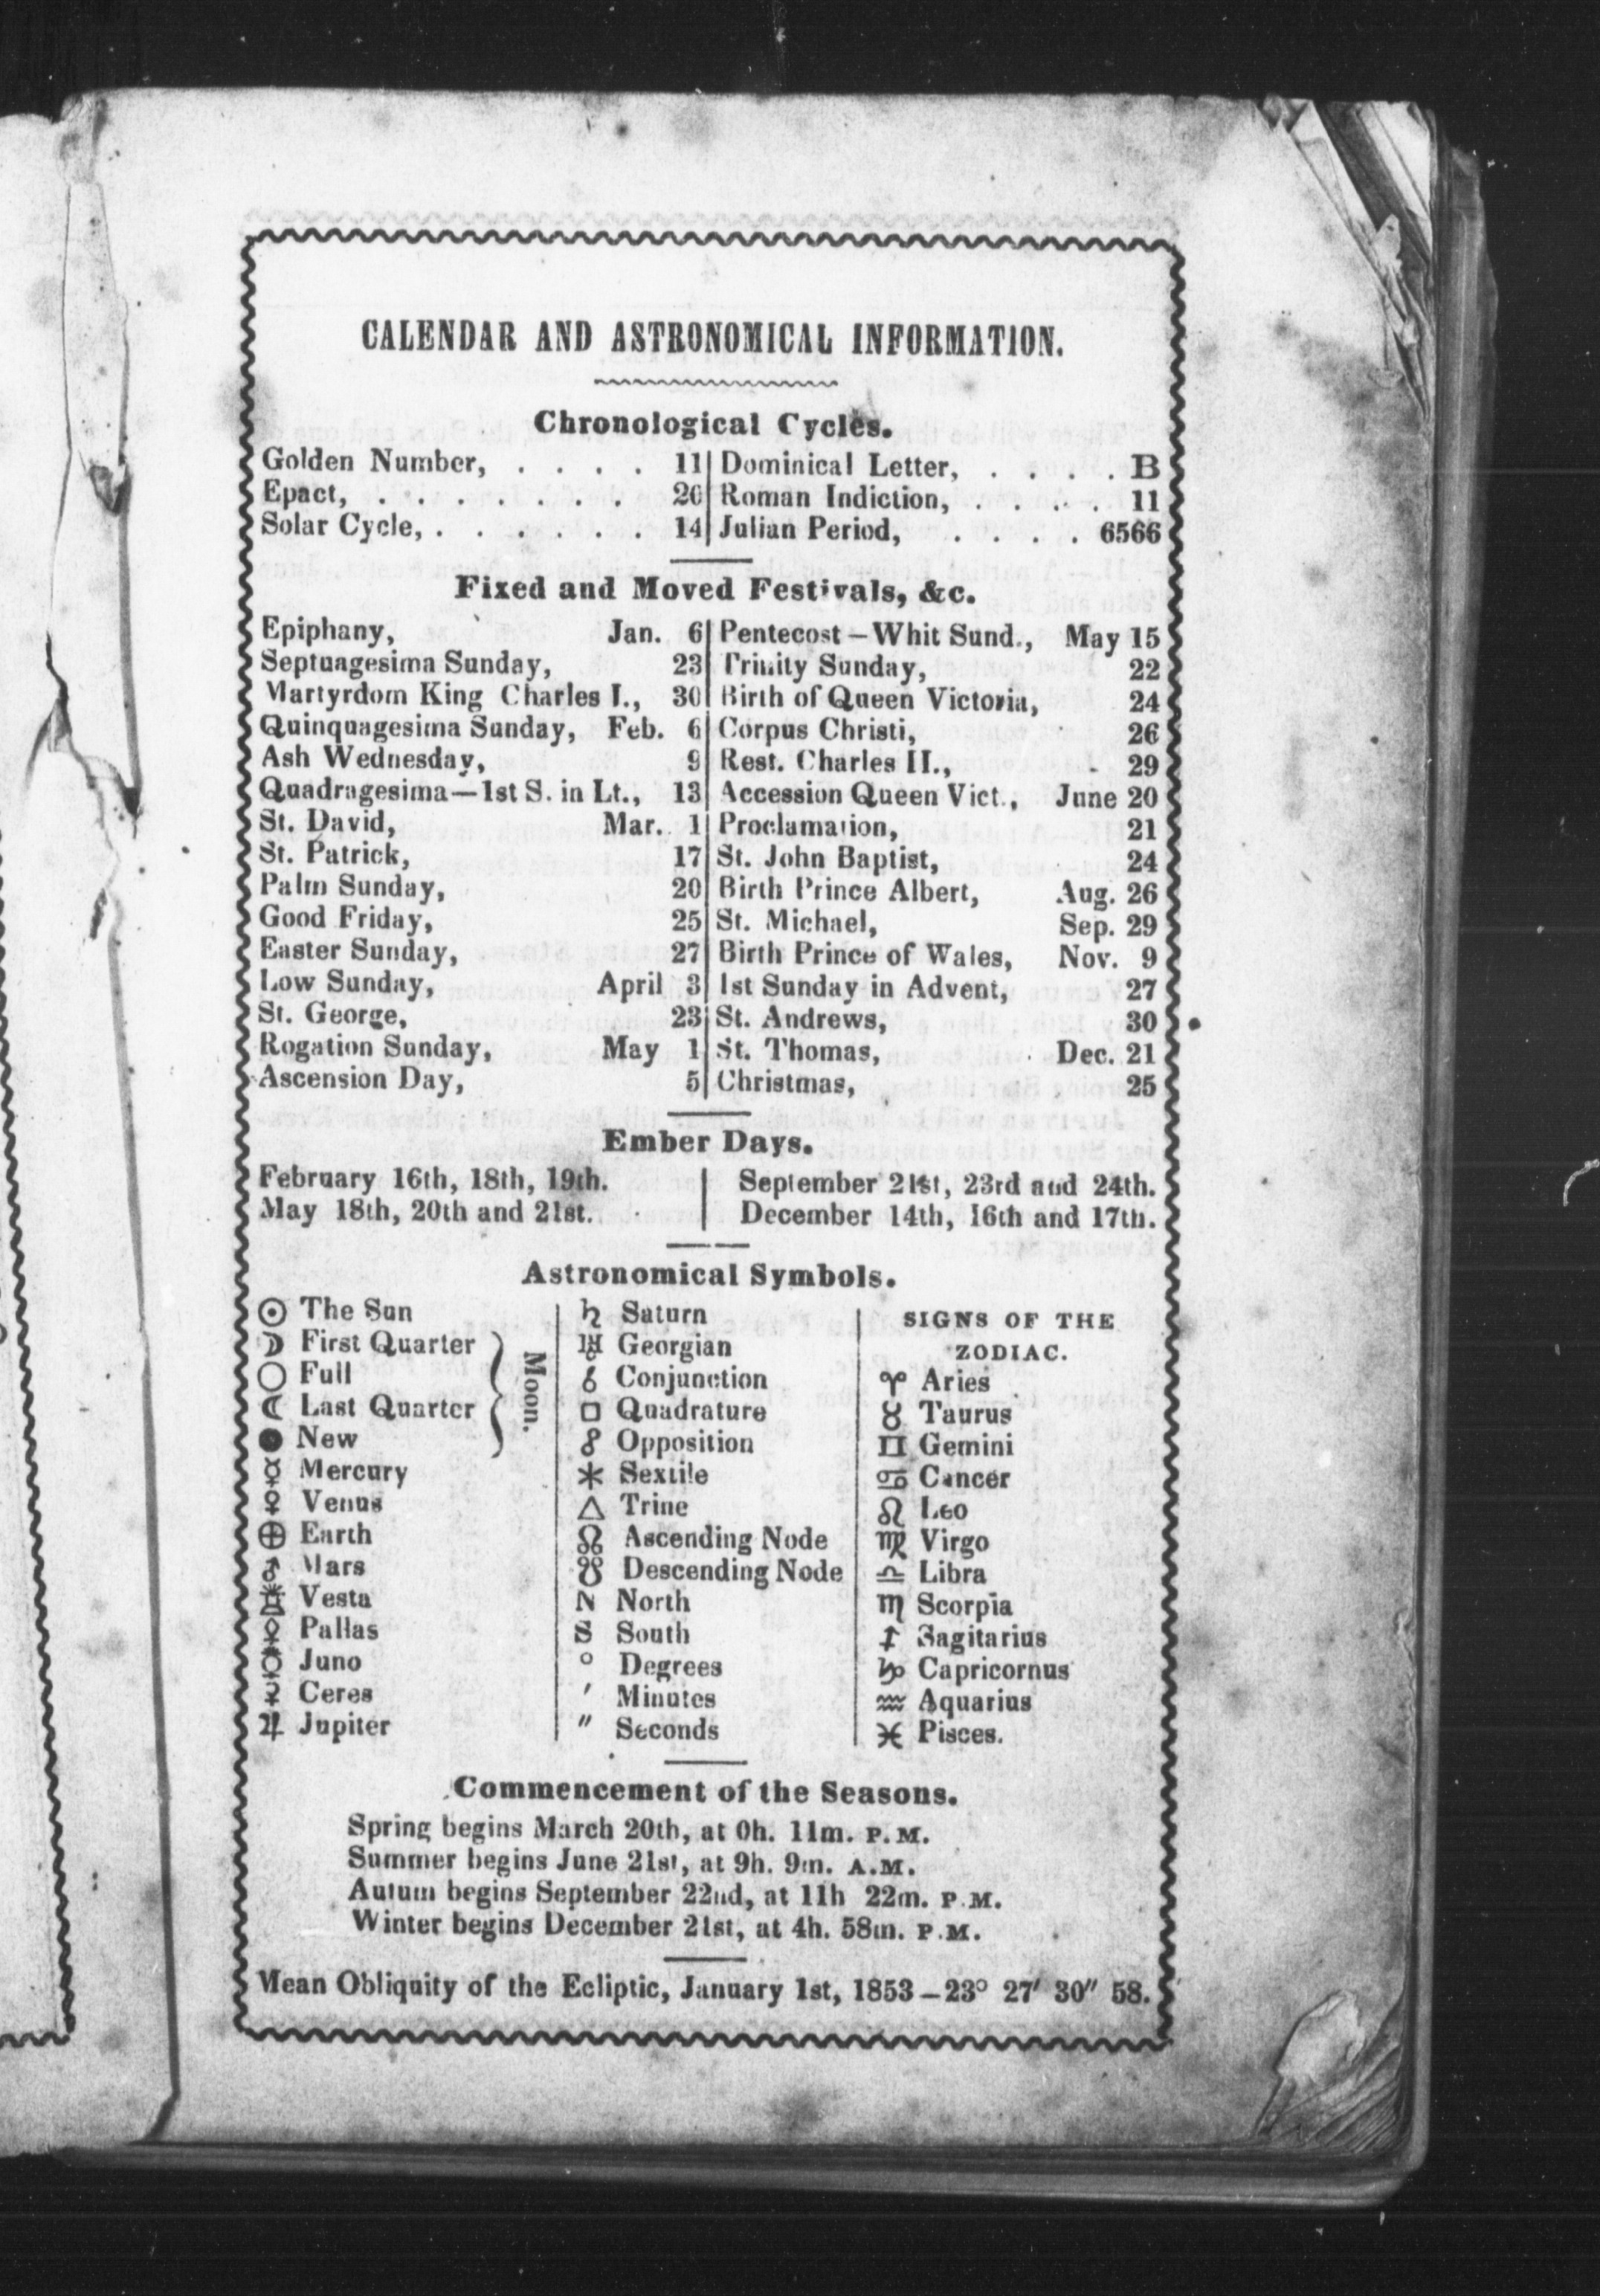 CALENDAR AND ASTRONOMICAL INFORMATION.
Chronological Cycles.
Golden Number, . . . . 11
Epact, . . . . . . . 20
Solar Cycle, . . . . . . 14
Dominical Letter, . . . . B
Roman Indiction, . . . . 11
Julian Period, . . . . 6566
Fixed and Moved Festivals, &c.
Epiphany, Jan. 6
Septuagesima Sunday, 23
Martyrdom King Charles I., 30
Quinquagesima Sunday, Feb. 6
Ash Wednesday, 9
Quadragesima—1st S. in Lt., 13
St. David, Mar. 1
St. Patrick, 17
Palm Sunday, 20
Good Friday, 25
Easter Sunday, 27
Low Sunday, April 3
St. George, 23
Rogation Sunday, May 1
Ascension Day, 5
Pentecost—Whit Sund., May 15
Trinity Sunday, 22
Birth of Queen Victoria, 24
Corpus Christi, 26
Rest. Charles II., 29
Accession Queen Vict., June 20
Proclamation, 21
St. John Baptist, 24
Birth Prince Albert, Aug. 26
St. Michael, Sep. 29
Birth Prince of Wales, Nov. 9
1st Sunday in Advent, 27
St. Andrews, 30
St. Thomas, Dec. 21
Christmas, 25
Ember Days.
February 16th, 18th, 19th.
May 18th, 20th and 21st.
September 21st, 23rd and 24th.
December 14th, 16th and 17th.
Astronomical Symbols.
☉ The Sun
☽ First Quarter
○ Full
☾ Last Quarter
● New
Moon.
☿ Mercury
♀ Venus
⊕ Earth
♂ Mars
⚶ Vesta
⚴ Pallas
⚵ Juno
⚳ Ceres
♃ Jupiter
♄ Saturn
♅ Georgian
☌ Conjunction
□ Quadrature
☍ Opposition
⚹ Sextile
△ Trine
☊ Ascending Node
☋ Descending Node
N North
S South
° Degrees
′ Minutes
″ Seconds
SIGNS OF THE
ZODIAC.
♈ Aries
♉ Taurus
♊ Gemini
♋ Cancer
♌ Leo
♍ Virgo
♎ Libra
♏ Scorpia
♐ Sagitarius
♑ Capricornus
♒ Aquarius
♓ Pisces.
Commencement of the Seasons.
Spring begins March 20th, at 0h. 11m. P.M.
Summer begins June 21st, at 9h. 9m. A.M.
Autum begins September 22nd, at 11h 22m. P.M.
Winter begins December 21st, at 4h. 58m. P.M.
Mean Obliquity of the Ecliptic, January 1st, 1853—23° 27′ 30″ 58.